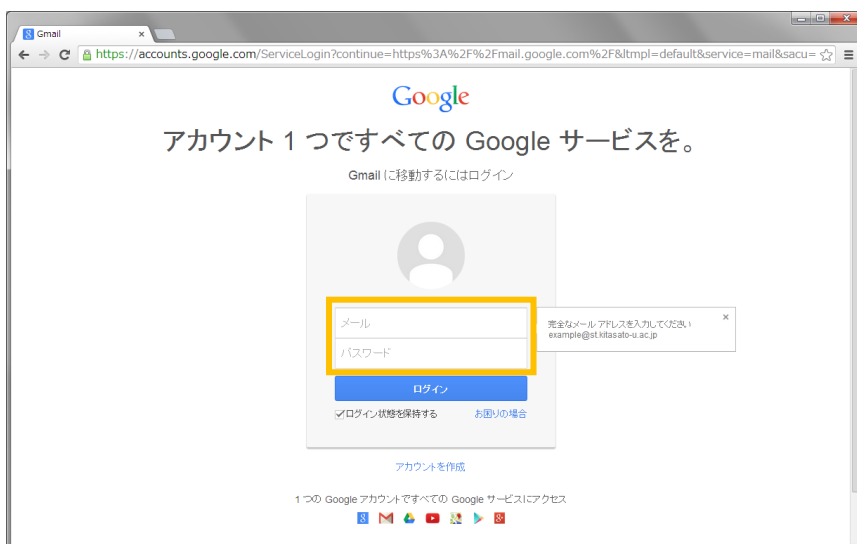 Gmail
https://accounts.google.com/ServiceLogin?continue=https%3A%2F%2Fmail.google.com%2F&ltmpl=default&service=mail&sacu=
Google
アカウント 1 つですべての Google サービスを。
Gmail に移動するにはログイン
メール
完全なメール アドレスを入力してください
example@st.kitasato-u.ac.jp
パスワード
ログイン
ログイン状態を保持する
お困りの場合
アカウントを作成
1 つの Google アカウントですべての Google サービスにアクセス